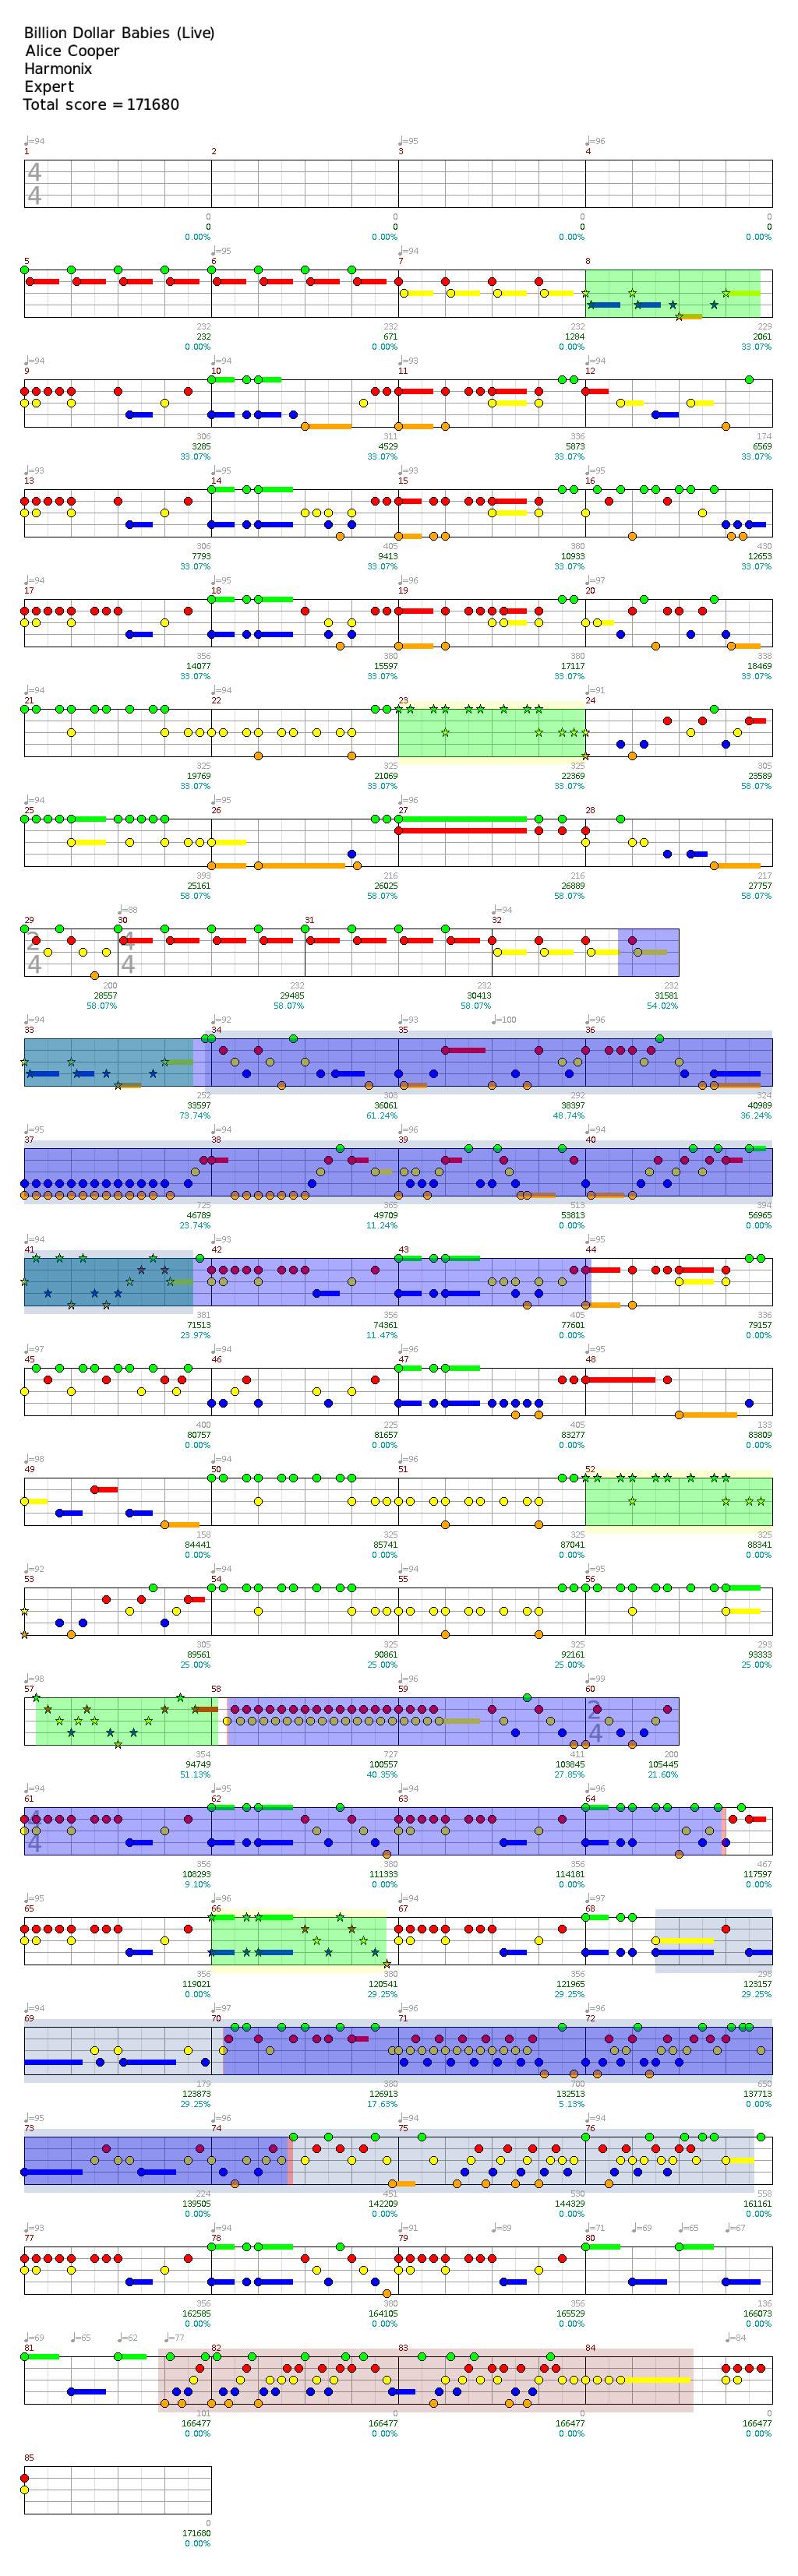 Billion Dollar Babies (Live)
Alice Cooper
Harmonix
Expert
Total score = 171680
♩=94 ♩=95 ♩=96
1 2 3 4
4
4
0 0 0 0
0 0 0 0
0.00% 0.00% 0.00% 0.00%
♩=95 ♩=94
5 6 7 8
232 232 232 229
232 671 1284 2061
0.00% 0.00% 0.00% 33.07%
♩=94 ♩=94 ♩=93 ♩=94
9 10 11 12
306 311 336 174
3285 4529 5873 6569
33.07% 33.07% 33.07% 33.07%
♩=93 ♩=95 ♩=93 ♩=95
13 14 15 16
306 405 380 430
7793 9413 10933 12653
33.07% 33.07% 33.07% 33.07%
♩=94 ♩=95 ♩=96 ♩=97
17 18 19 20
356 380 380 338
14077 15597 17117 18469
33.07% 33.07% 33.07% 33.07%
♩=94 ♩=94 ♩=91
21 22 23 24
325 325 325 305
19769 21069 22369 23589
33.07% 33.07% 58.07% 58.07%
♩=94 ♩=95 ♩=96
25 26 27 28
393 216 216 217
25161 26025 26889 27757
58.07% 58.07% 58.07% 58.07%
♩=88 ♩=94
29 30 31 32
2 4
4 4
200 232 232 232
28557 29485 30413 31581
58.07% 58.07% 58.07% 54.02%
♩=94 ♩=92 ♩=95 ♩=100 ♩=96
33 34 35 36
252 308 292 324
33597 36061 38397 40989
73.74% 61.24% 48.74% 36.24%
♩=95 ♩=94 ♩=96 ♩=94
37 38 39 40
725 365 513 394
46789 49709 53813 56965
23.74% 11.24% 0.00% 0.00%
♩=94 ♩=93 ♩=95
41 42 43 44
381 356 405 336
71513 74361 77601 79157
23.97% 11.47% 0.00% 0.00%
♩=97 ♩=94 ♩=96 ♩=95
45 46 47 48
400 225 405 133
80757 81657 83277 83809
0.00% 0.00% 0.00% 0.00%
♩=98 ♩=94 ♩=96
49 50 51 52
158 325 325 325
84441 85741 87041 88341
0.00% 0.00% 0.00% 0.00%
♩=92 ♩=94 ♩=94 ♩=95
53 54 55 56
305 325 325 293
89561 90861 92161 93333
25.00% 25.00% 25.00% 25.00%
♩=98 ♩=99
57 58 59 60
2
4
354 727 411 200
94749 100557 103845 105445
51.13% 40.35% 27.85% 21.60%
♩=94 ♩=95 ♩=94 ♩=94
61 62 63 64
4
4
356 380 356 467
108293 111333 114181 117597
9.10% 0.00% 0.00% 0.00%
♩=95 ♩=96 ♩=94 ♩=97
65 66 67 68
356 380 356 298
119021 120541 121965 123157
0.00% 29.25% 29.25% 29.25%
♩=94 ♩=97 ♩=96 ♩=96
69 70 71 72
179 380 700 650
123873 126913 132513 137713
29.25% 17.63% 5.13% 0.00%
♩=95 ♩=96
73 74 75 76
224 451 530 558
139505 142209 144329 161161
0.00% 0.00% 0.00% 0.00%
♩=93 ♩=94 ♩=91 ♩=89 ♩=71 ♩=69 ♩=65 ♩=67
77 78 79 80
356 380 356 136
162585 164105 165529 166073
0.00% 0.00% 0.00% 0.00%
♩=69 ♩=65 ♩=62 ♩=77 ♩=84
81 82 83 84
101 0 0 0
166477 166477 166477 166477
0.00% 0.00% 0.00% 0.00%
85
0
171680
0.00%